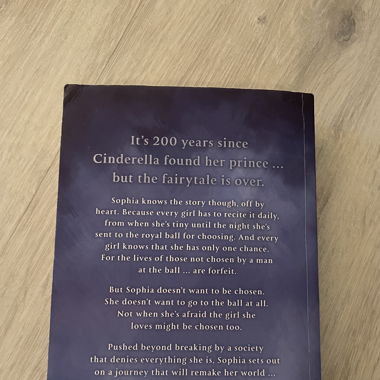 It's 200 years since
Cinderella found her prince ...
but the fairytale is over.
Sophia knows the story though, off by
heart. Because every girl has to recite it daily,
from when she's tiny until the night she's
sent to the royal ball for choosing. And every
girl knows that she has only one chance.
For the lives of those not chosen by a man
at the ball ... are forfeit.
But Sophia doesn't want to be chosen.
She doesn't want to go to the ball at all.
Not when she's afraid the girl she
loves might be chosen too.
Pushed beyond breaking by a society
that denies everything she is, Sophia sets out
on a journey that will remake her world ...